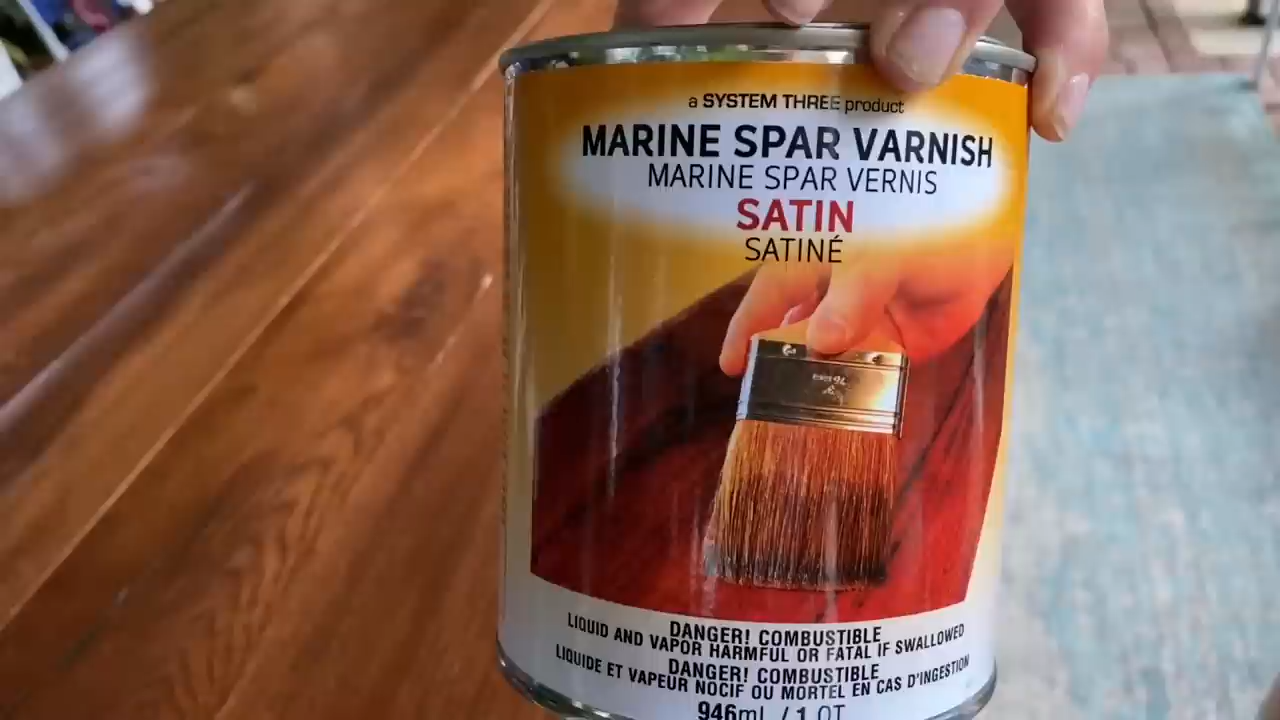 a SYSTEM THREE product
MARINE SPAR VARNISH
MARINE SPAR VERNIS
SATIN
SATINÉ
DANGER! COMBUSTIBLE
LIQUID AND VAPOR HARMFUL OR FATAL IF SWALLOWED
DANGER! COMBUSTIBLE
LIQUIDE ET VAPEUR NOCIF OU MORTEL EN CAS D'INGESTION
946mL / 1 QT